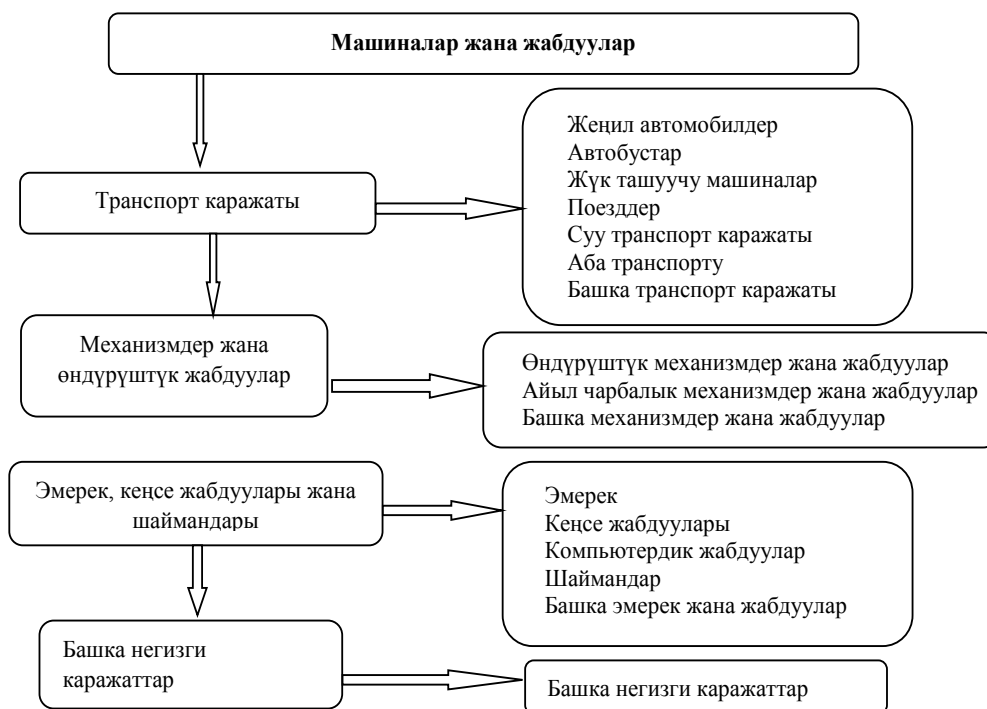 Машиналар жана жабдуулар
Транспорт каражаты
Жеңил автомобилдер
Автобустар
Жүк ташуучу машиналар
Поезддер
Суу транспорт каражаты
Аба транспорту
Башка транспорт каражаты
Механизмдер жана
өндүрүштүк жабдуулар
Өндүрүштүк механизмдер жана жабдуулар
Айыл чарбалык механизмдер жана жабдуулар
Башка механизмдер жана жабдуулар
Эмерек, кеңсе жабдуулары жана
шаймандары
Эмерек
Кеңсе жабдуулары
Компьютердик жабдуулар
Шаймандар
Башка эмерек жана жабдуулар
Башка негизги
каражаттар
Башка негизги каражаттар